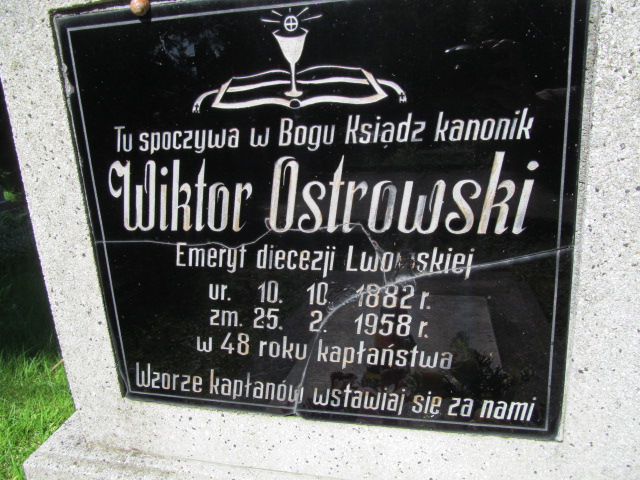 Tu spoczywa w Bogu Ksiądz kanonik
Wiktor Ostrowski
Emeryt diecezji Lwowskiej
ur. 10. 10. 1882 r.
zm. 25. 2. 1958 r.
w 48 roku kapłaństwa
Wzorze kapłanów wstawiaj się za nami